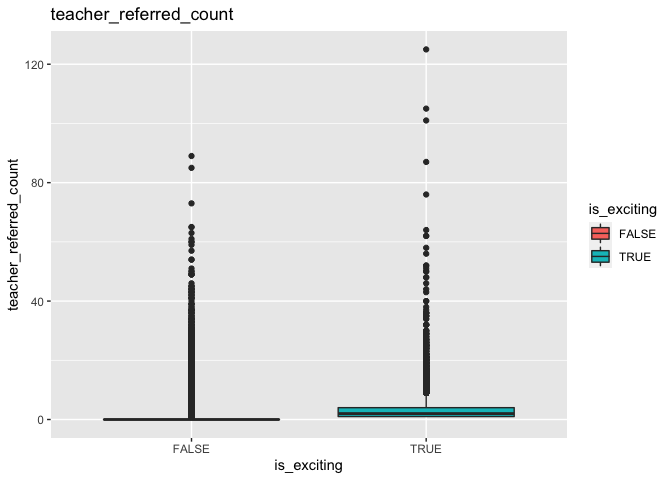 teacher_referred_count
120
80
40
0
teacher_referred_count
FALSE
TRUE
is_exciting
is_exciting
FALSE
TRUE